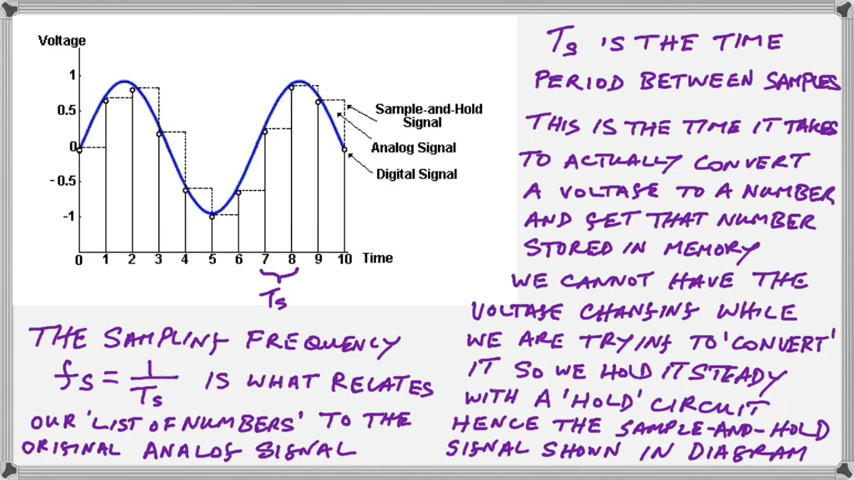 Voltage
1
0.5
0
-0.5
-1
Sample-and-Hold
Signal
Analog Signal
Digital Signal
0 1 2 3 4 5 6 7 8 9 10 Time
Ts
THE SAMPLING FREQUENCY
fs = 1/Ts IS WHAT RELATES
OUR 'LIST OF NUMBERS' TO THE
ORIGINAL ANALOG SIGNAL
Ts IS THE TIME
PERIOD BETWEEN SAMPLES
THIS IS THE TIME IT TAKES
TO ACTUALLY CONVERT
A VOLTAGE TO A NUMBER
AND GET THAT NUMBER
STORED IN MEMORY
WE CANNOT HAVE THE
VOLTAGE CHANGING WHILE
WE ARE TRYING TO 'CONVERT'
IT SO WE HOLD IT STEADY
WITH A 'HOLD' CIRCUIT
HENCE THE SAMPLE-AND-HOLD
SIGNAL SHOWN IN DIAGRAM